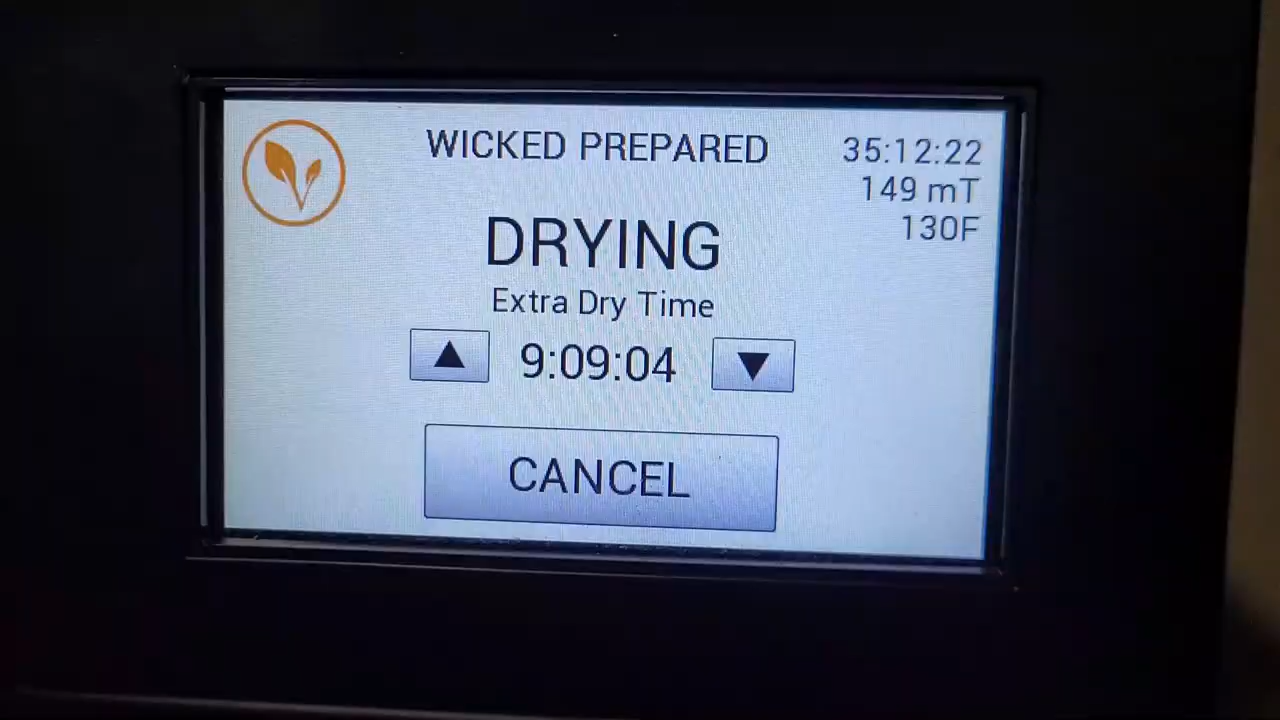 WICKED PREPARED
35:12:22
149 mT
130F
DRYING
Extra Dry Time
9:09:04
CANCEL